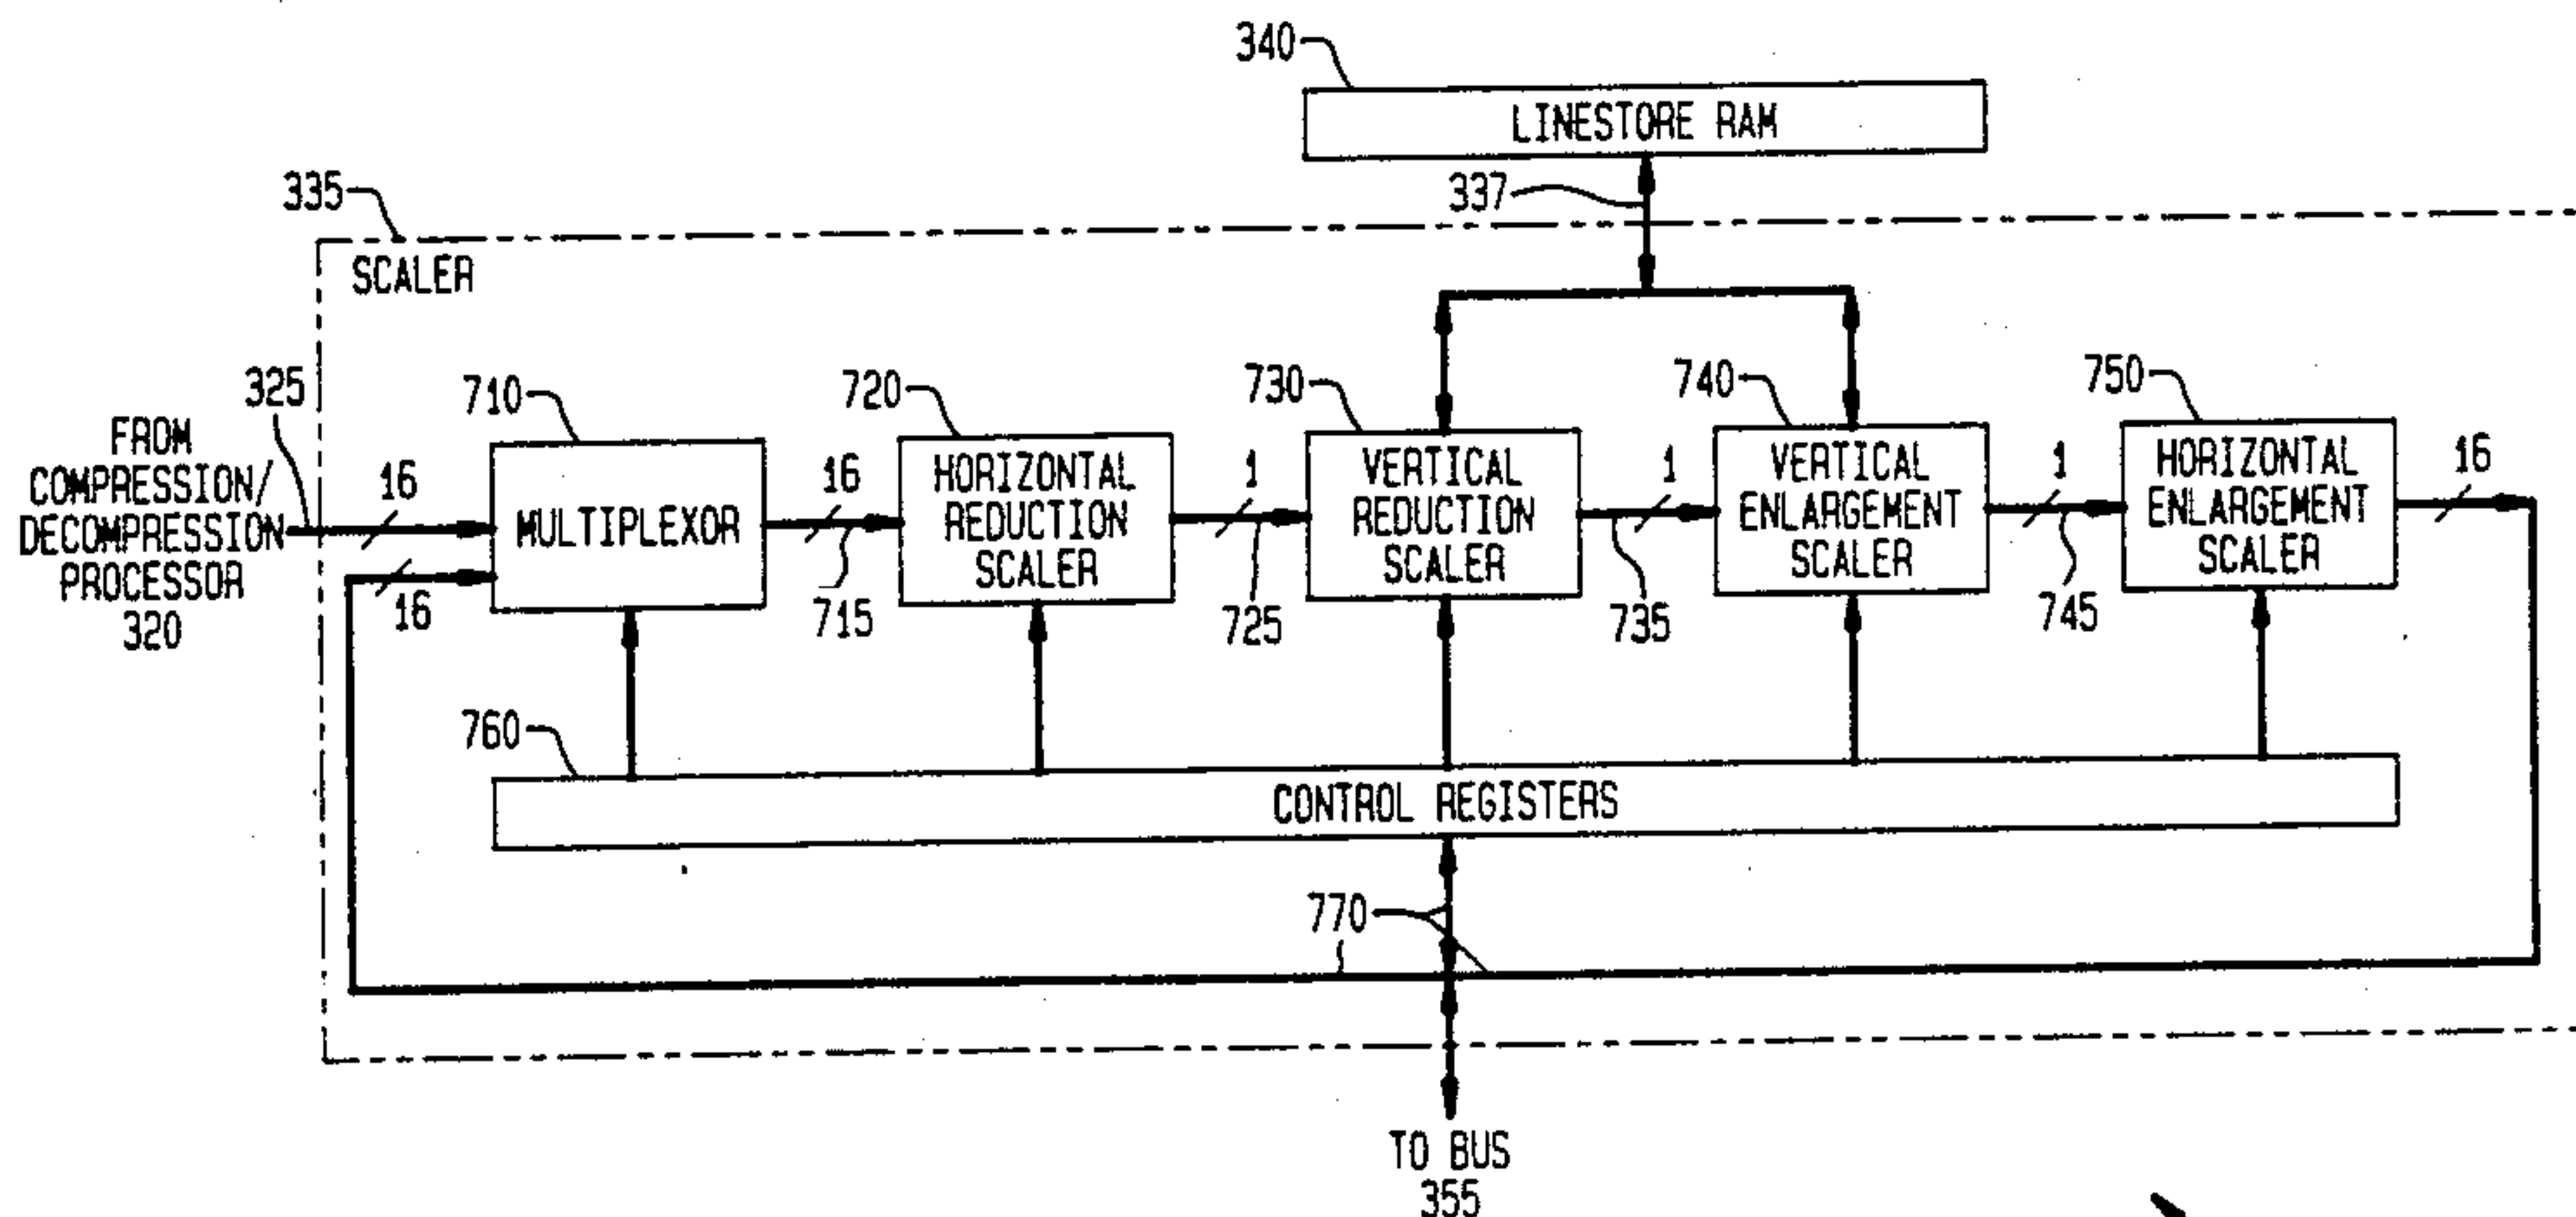 340
LINESTORE RAM
337
335
SCALER
325
FROM
COMPRESSION/
DECOMPRESSION
PROCESSOR
320
16
16
710
MULTIPLEXOR
16
715
720
HORIZONTAL
REDUCTION
SCALER
1
725
730
VERTICAL
REDUCTION
SCALER
1
735
740
VERTICAL
ENLARGEMENT
SCALER
1
745
750
HORIZONTAL
ENLARGEMENT
SCALER
16
760
CONTROL REGISTERS
770
TO BUS
355